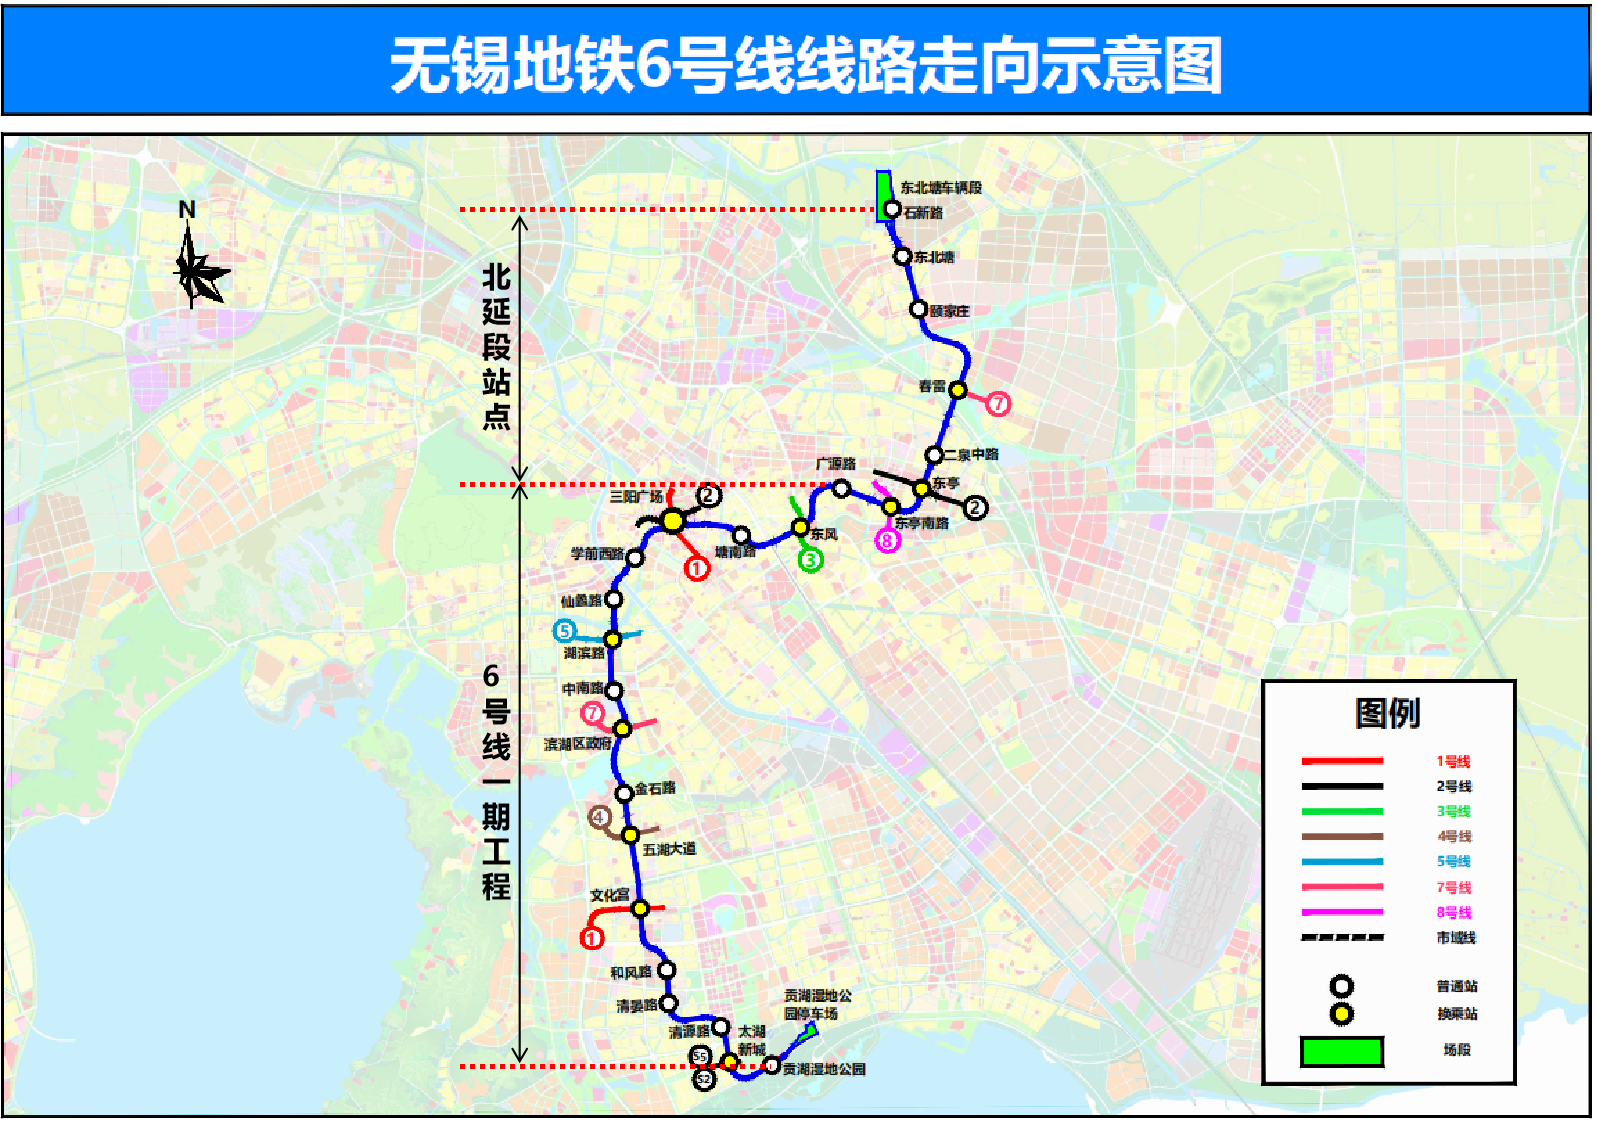 无锡地铁6号线线路走向示意图
N
东北塘车辆段
石新路
东北塘
顾家庄
春雷
7
二泉中路
东亭
2
广源路
东亭南路
8
东风
3
塘南路
三阳广场
2
1
学前西路
仙蠡路
5
湖滨路
中南路
7
滨湖区政府
金石路
4
五湖大道
文化宫
1
和风路
清晏路
清源路
太湖
新城
S5
S2
贡湖湿地公
园停车场
贡湖湿地公园
北延段站点
6号线一期工程
图例
1号线
2号线
3号线
4号线
5号线
7号线
8号线
市域线
普通站
换乘站
场段